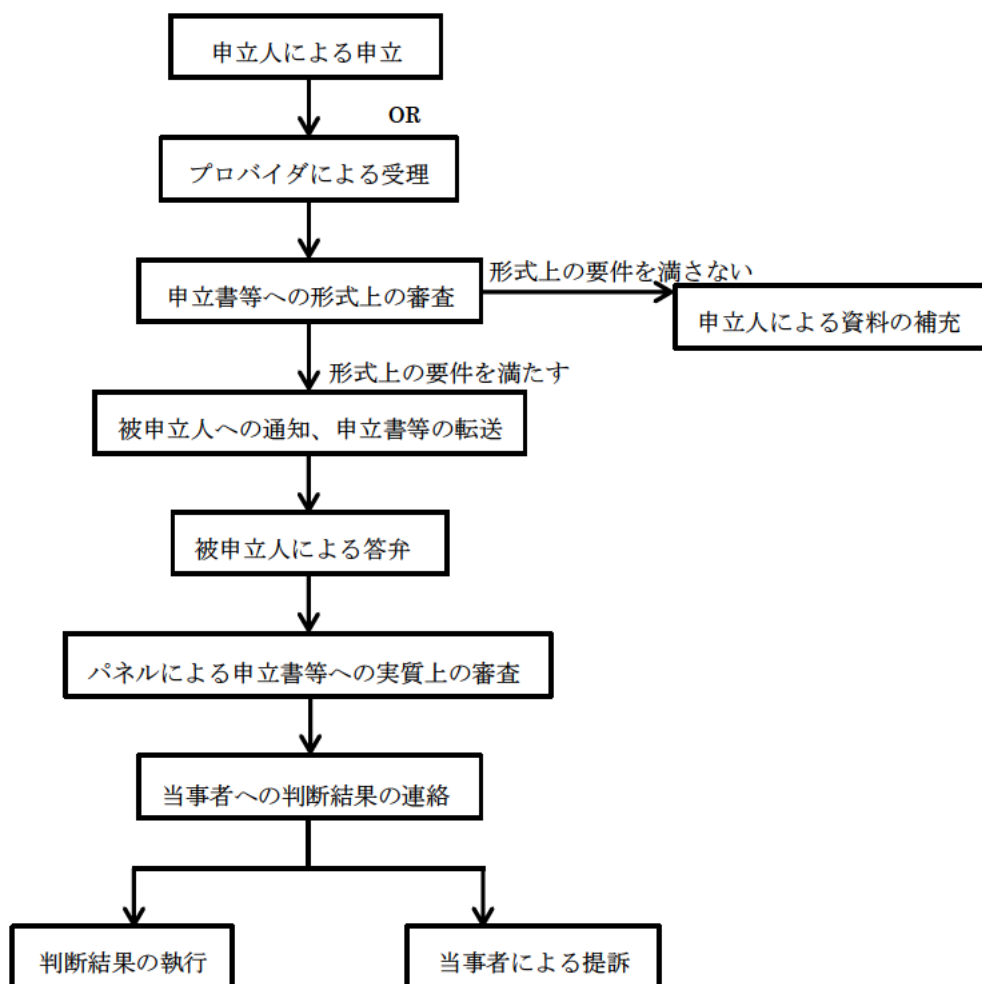 申立人による申立
OR
プロバイダによる受理
形式上の要件を満さない
申立書等への形式上の審査
申立人による資料の補充
形式上の要件を満たす
被申立人への通知、申立書等の転送
被申立人による答弁
パネルによる申立書等への実質上の審査
当事者への判断結果の連絡
判断結果の執行
当事者による提訴